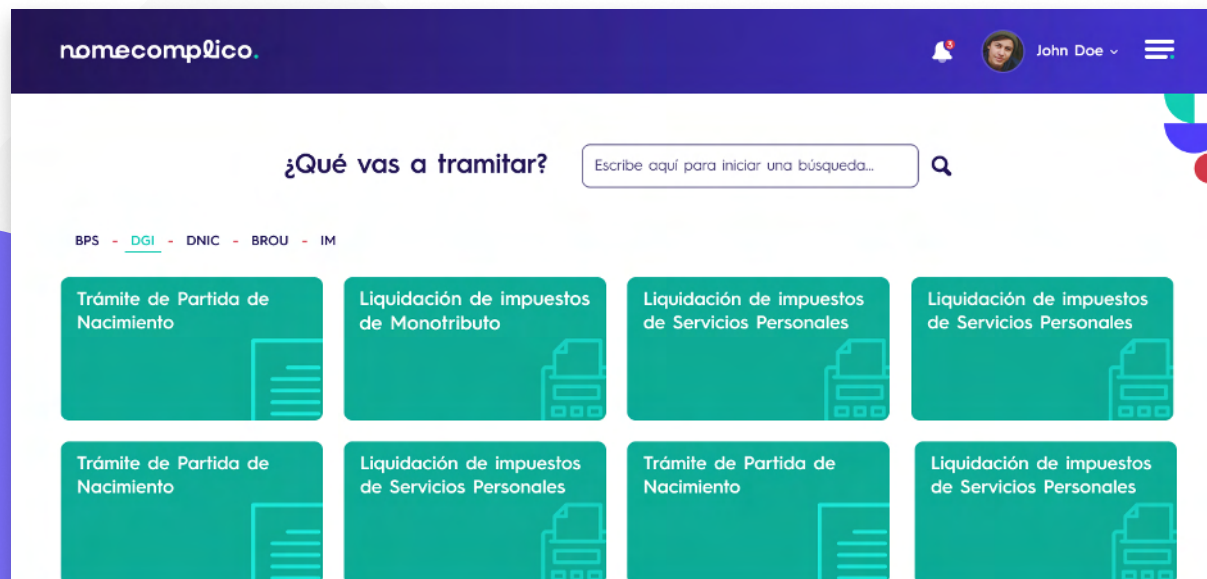 nomecomplico.
3
John Doe
¿Qué vas a tramitar?
Escribe aquí para iniciar una búsqueda...
BPS - DGI - DNIC - BROU - IM
Trámite de Partida de
Nacimiento
Liquidación de impuestos
de Monotributo
Liquidación de impuestos
de Servicios Personales
Liquidación de impuestos
de Servicios Personales
Trámite de Partida de
Nacimiento
Liquidación de impuestos
de Servicios Personales
Trámite de Partida de
Nacimiento
Liquidación de impuestos
de Servicios Personales